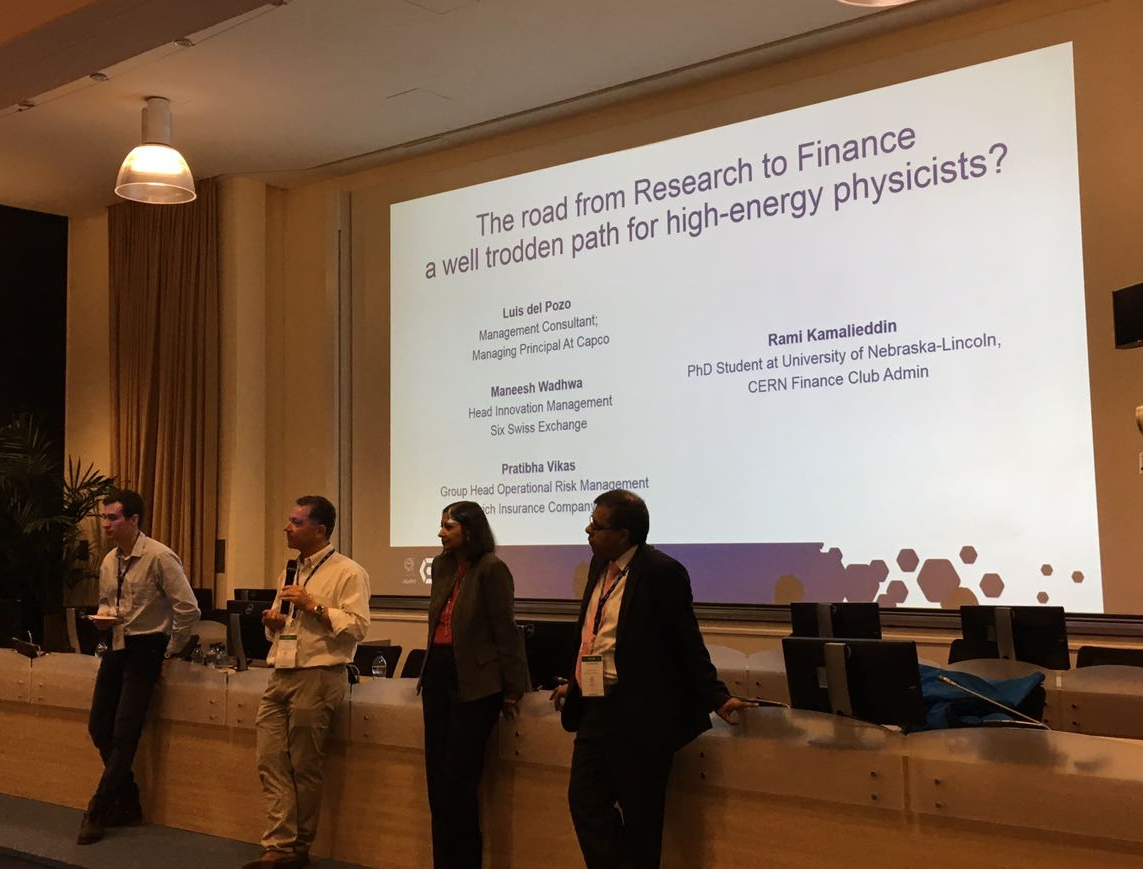 The road from Research to Finance
a well trodden path for high-energy physicists?
Luis del Pozo
Management Consultant;
Managing Principal At Capco
Maneesh Wadhwa
Head Innovation Management
Six Swiss Exchange
Pratibha Vikas
Group Head Operational Risk Management
Insurance Company
Rami Kamalieddin
PhD Student at University of Nebraska-Lincoln,
CERN Finance Club Admin